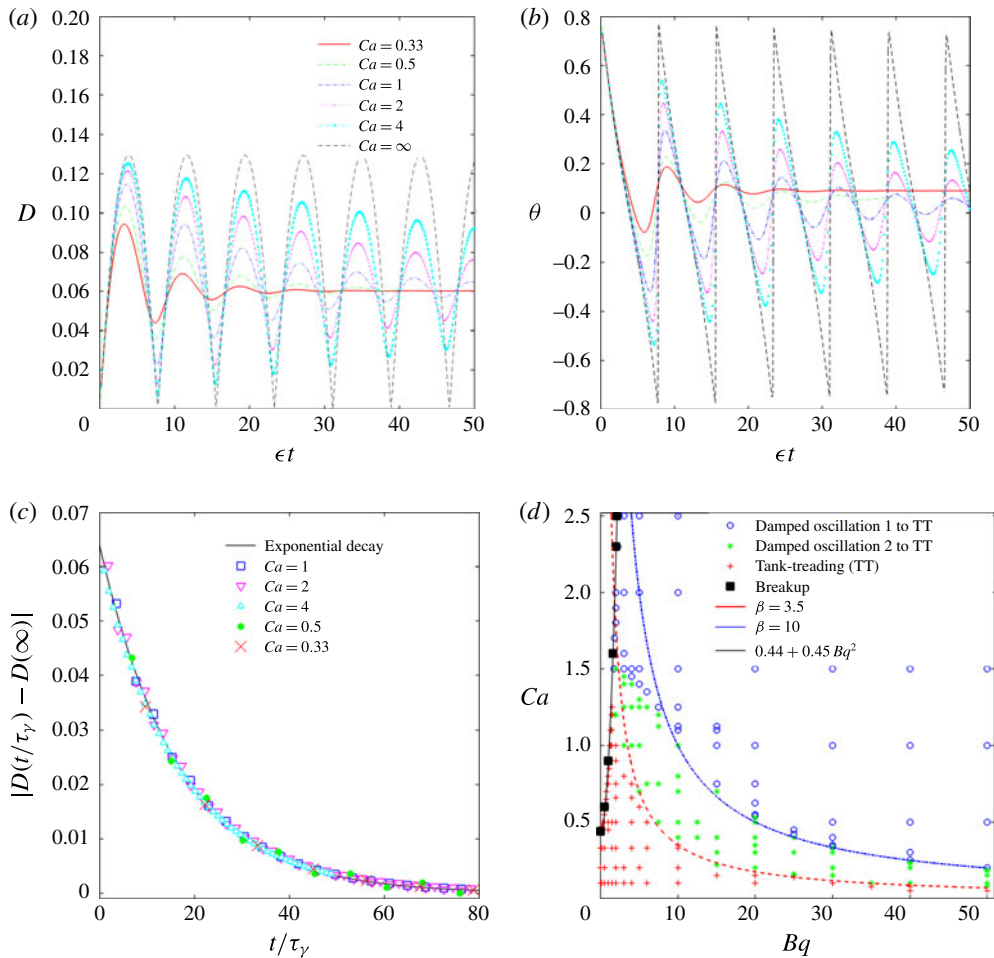 (a)
0.20
0.18
0.16
0.14
0.12
0.10
0.08
0.06
0.04
0.02
D
0
10
20
30
40
50
ϵt
Ca = 0.33
Ca = 0.5
Ca = 1
Ca = 2
Ca = 4
Ca = ∞
(b)
0.8
0.6
0.4
0.2
0
−0.2
−0.4
−0.6
−0.8
θ
0
10
20
30
40
50
ϵt
(c)
0.07
0.06
0.05
0.04
0.03
0.02
0.01
0
|D(t/τγ) − D(∞)|
0
20
40
60
80
t/τγ
Exponential decay
Ca = 1
Ca = 2
Ca = 4
Ca = 0.5
Ca = 0.33
(d)
2.5
2.0
1.5
1.0
0.5
0
Ca
0
10
20
30
40
50
Bq
Damped oscillation 1 to TT
Damped oscillation 2 to TT
Tank-treading (TT)
Breakup
β = 3.5
β = 10
0.44 + 0.45 Bq²